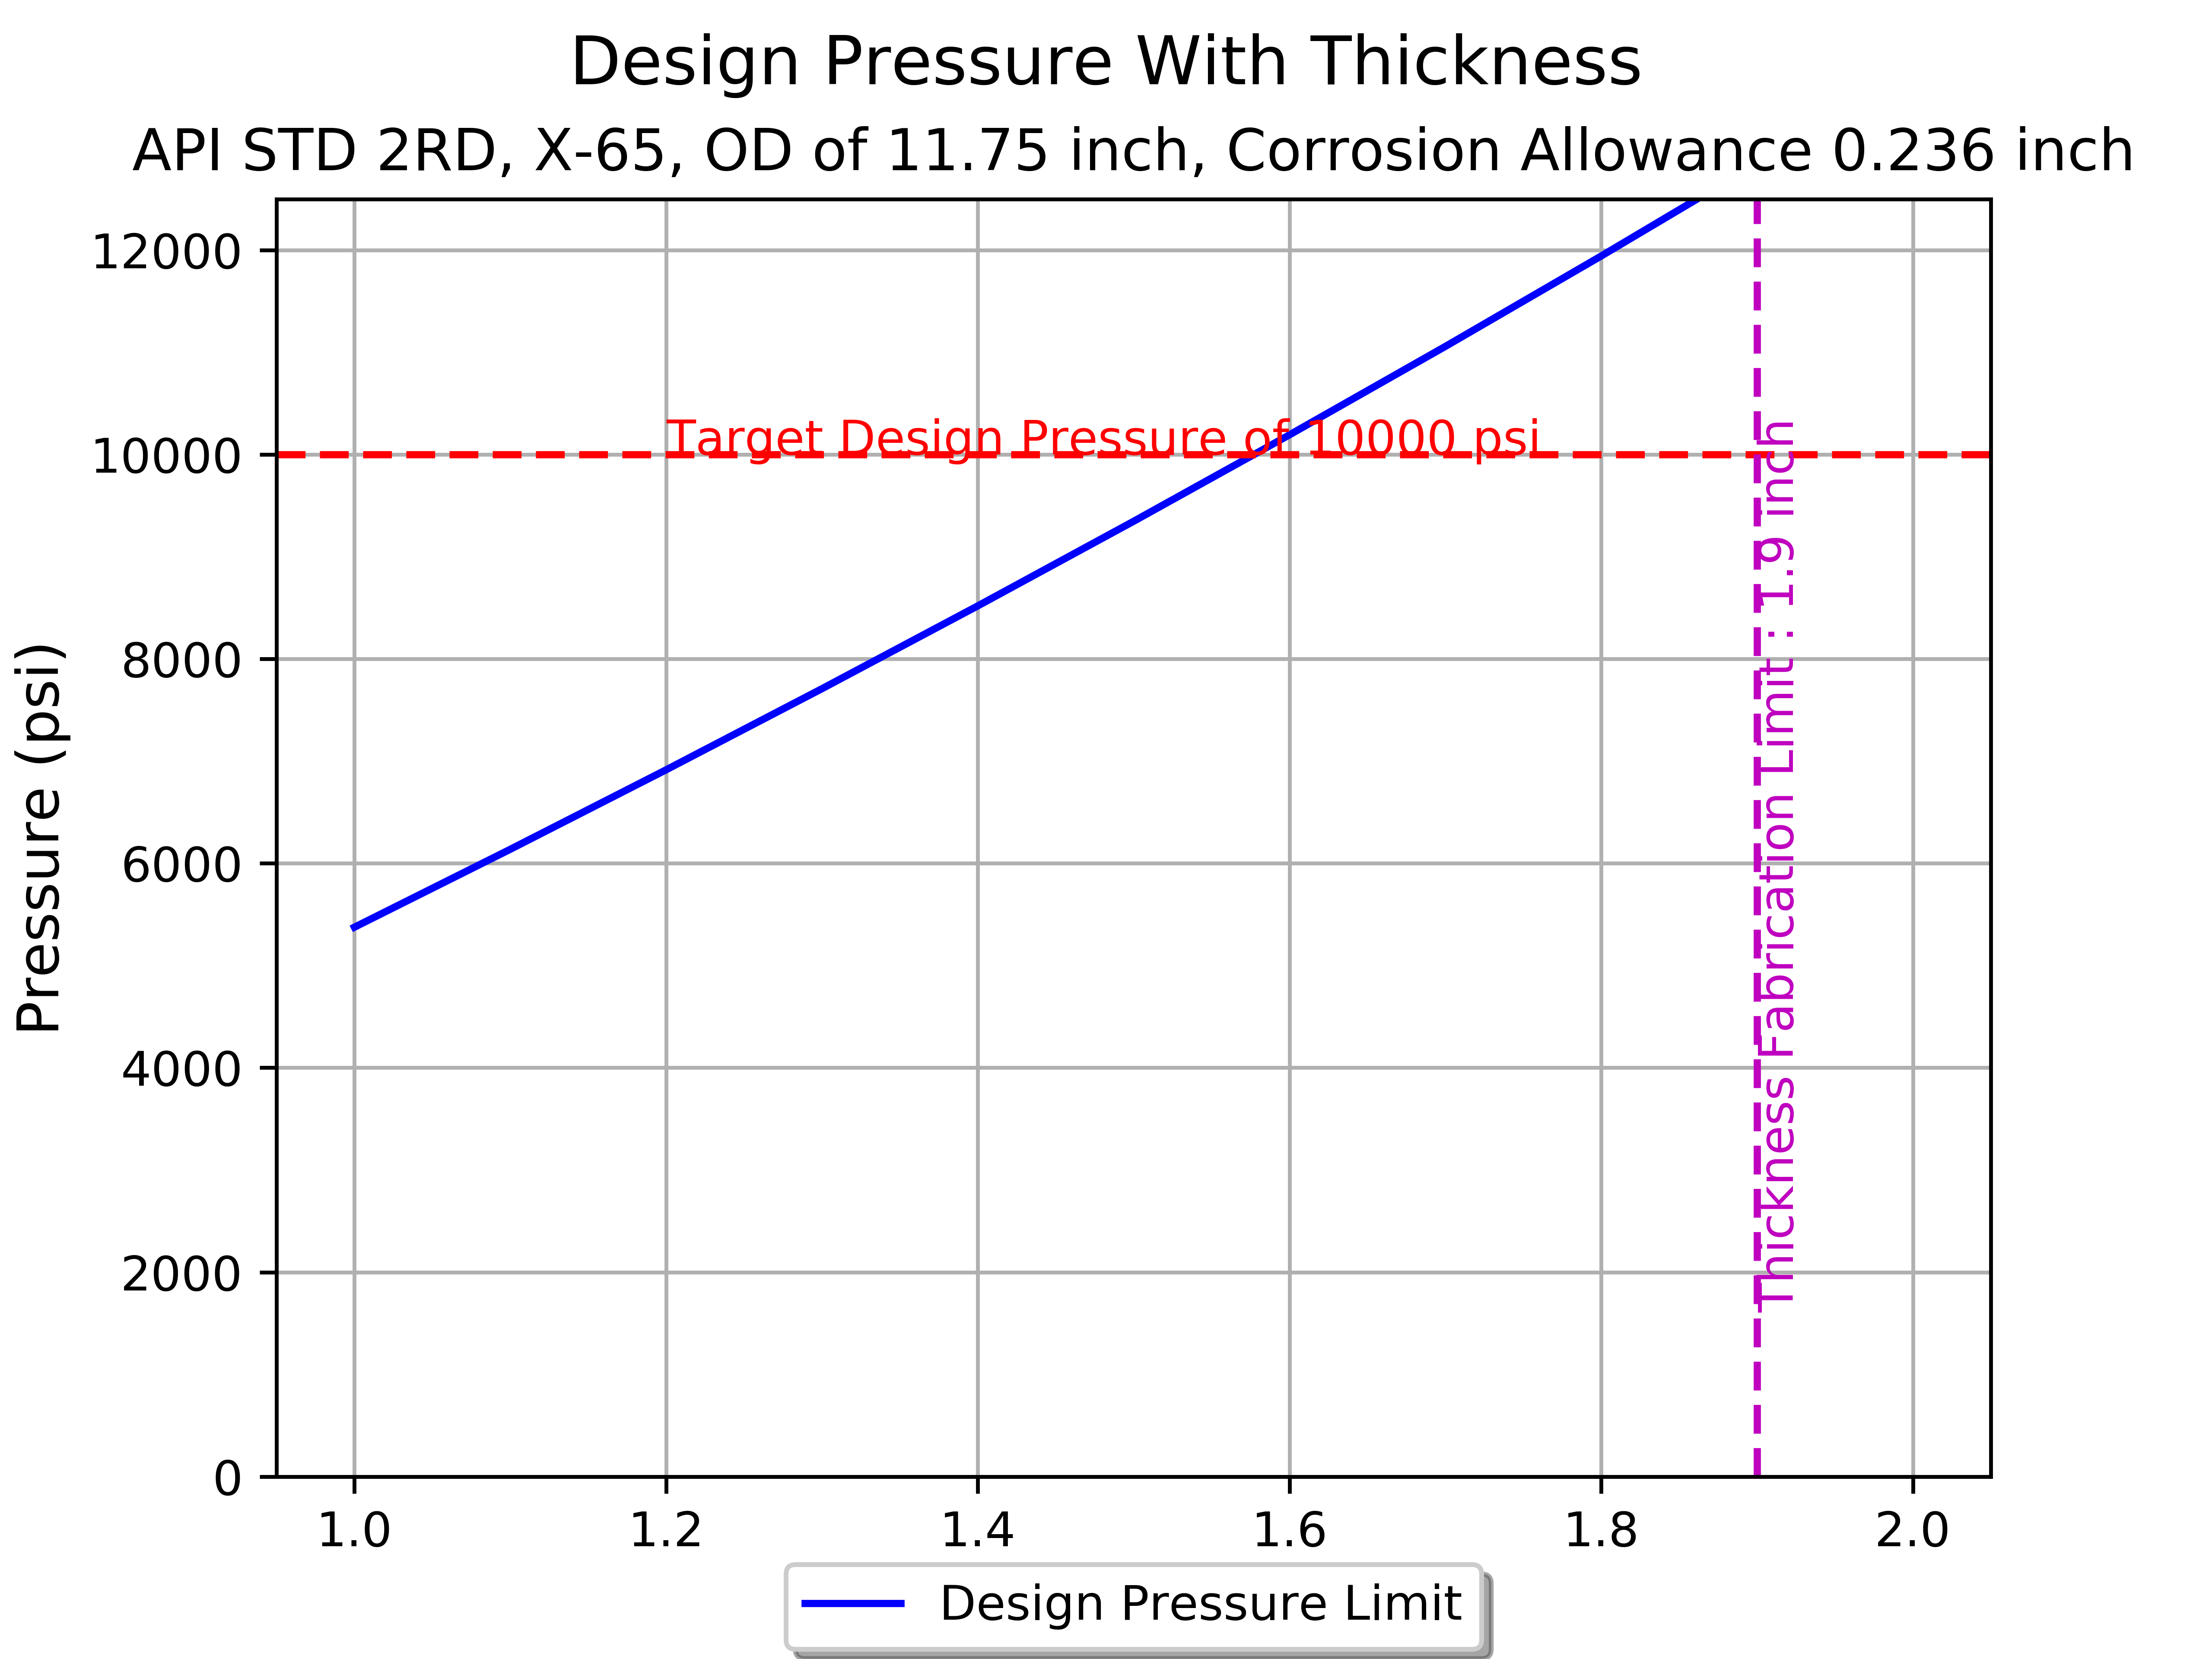 Design Pressure With Thickness
API STD 2RD, X-65, OD of 11.75 inch, Corrosion Allowance 0.236 inch
Pressure (psi)
12000
10000
8000
6000
4000
2000
0
Target Design Pressure of 10000 psi
Thickness Fabrication Limit : 1.9 inch
1.0
1.2
1.4
1.6
1.8
2.0
Design Pressure Limit